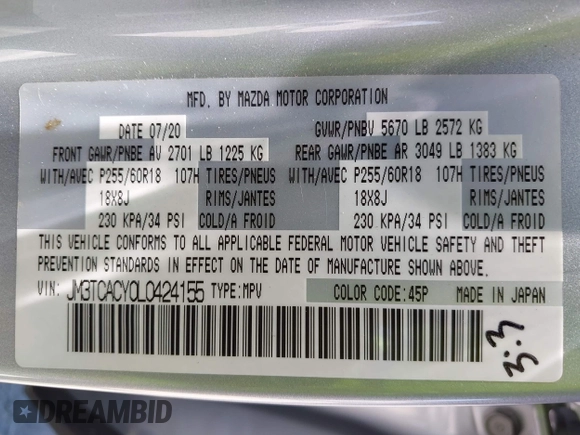 MFD. BY MAZDA MOTOR CORPORATION
DATE 07/20 GVWR/PNBV 5670 LB 2572 KG
FRONT GAWR/PNBE AV 2701 LB 1225 KG REAR GAWR/PNBE AR 3049 LB 1383 KG
WITH/AVEC P255/60R18 107H TIRES/PNEUS WITH/AVEC P255/60R18 107H TIRES/PNEUS
18X8J RIMS/JANTES 18X8J RIMS/JANTES
230 KPA/34 PSI COLD/A FROID 230 KPA/34 PSI COLD/A FROID
THIS VEHICLE CONFORMS TO ALL APPLICABLE FEDERAL MOTOR VEHICLE SAFETY AND THEFT
PREVENTION STANDARDS IN EFFECT ON THE DATE OF MANUFACTURE SHOWN ABOVE.
VIN: JM3TCACY0L0424155 TYPE:MPV COLOR CODE:45P MADE IN JAPAN
3.3
DREAMBID